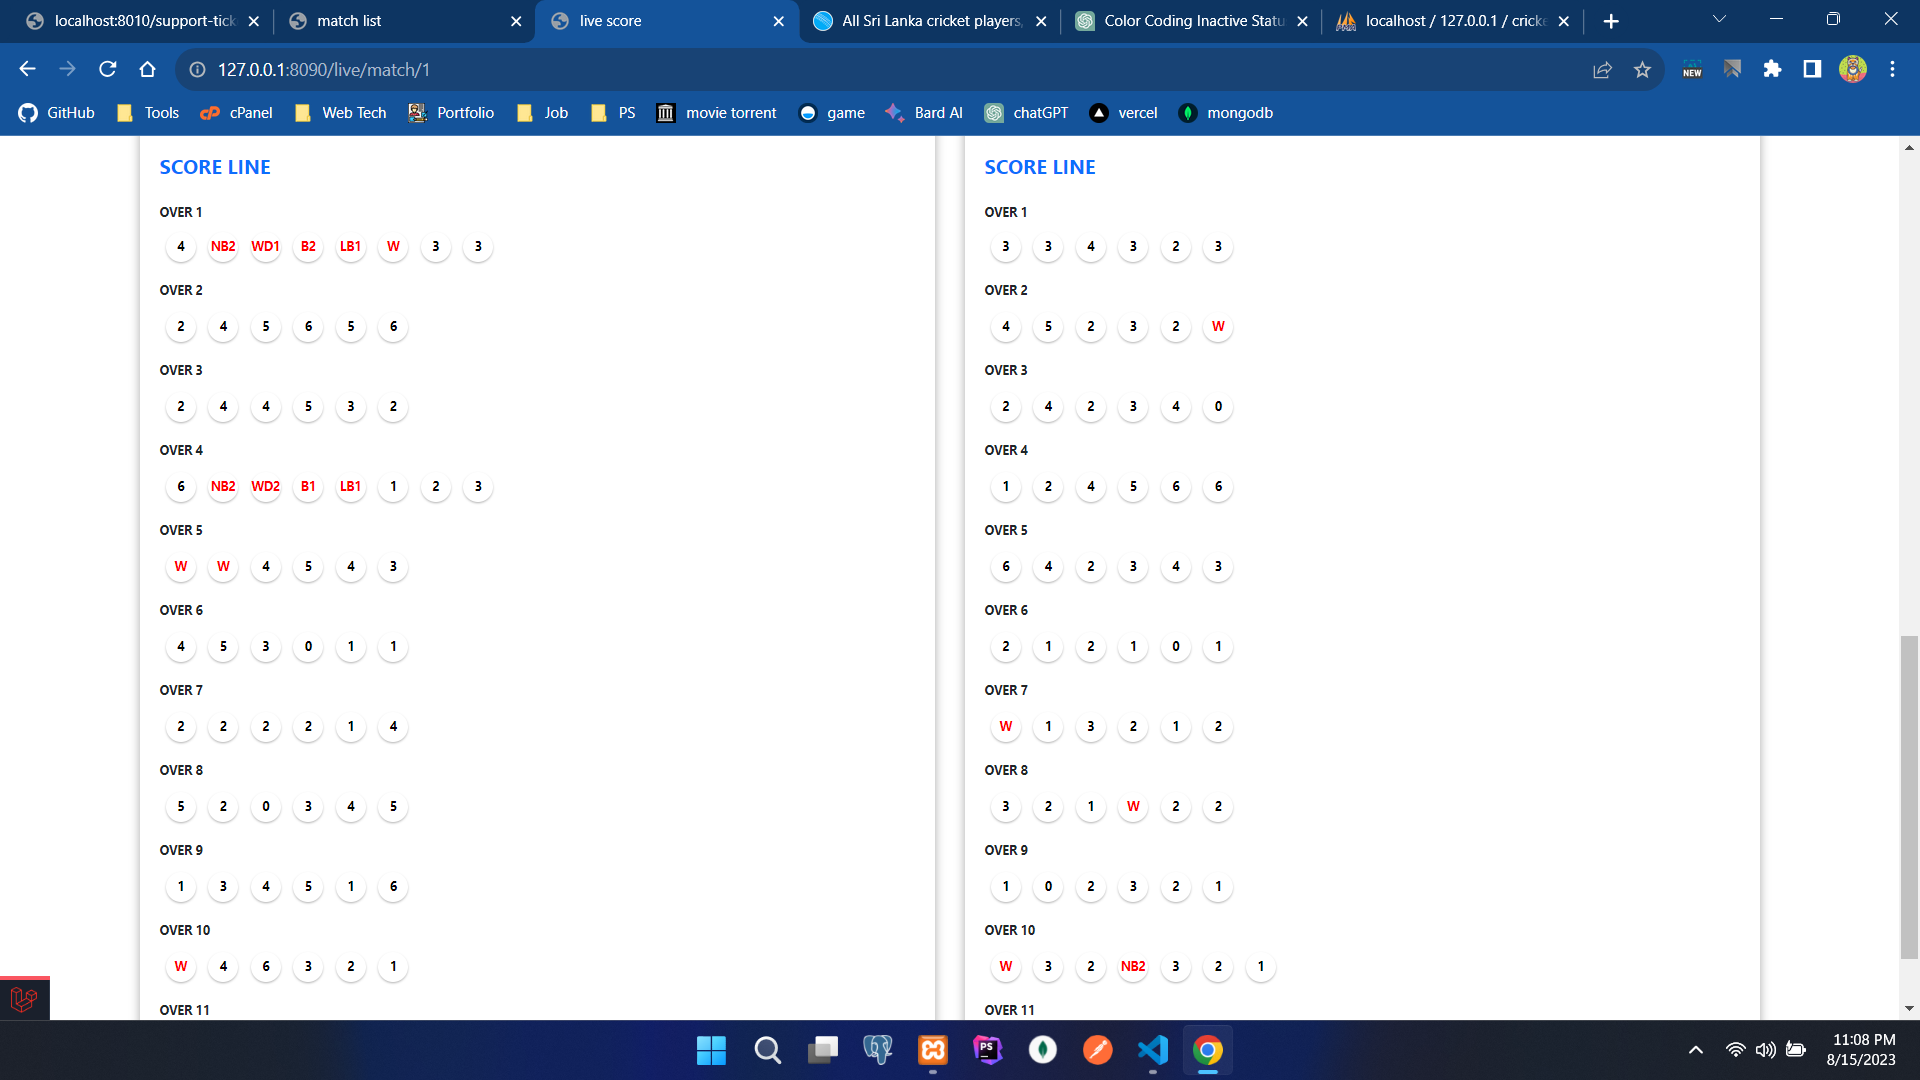 localhost:8010/support-tick
match list
live score
All Sri Lanka cricket players,
Color Coding Inactive Statu
localhost / 127.0.0.1 / cricke
127.0.0.1:8090/live/match/1
NEW
GitHub
Tools
cPanel
Web Tech
Portfolio
Job
PS
movie torrent
game
Bard AI
chatGPT
vercel
mongodb
SCORE LINE
OVER 1
4 NB2 WD1 B2 LB1 W 3 3
OVER 2
2 4 5 6 5 6
OVER 3
2 4 4 5 3 2
OVER 4
6 NB2 WD2 B1 LB1 1 2 3
OVER 5
W W 4 5 4 3
OVER 6
4 5 3 0 1 1
OVER 7
2 2 2 2 1 4
OVER 8
5 2 0 3 4 5
OVER 9
1 3 4 5 1 6
OVER 10
W 4 6 3 2 1
OVER 11
SCORE LINE
OVER 1
3 3 4 3 2 3
OVER 2
4 5 2 3 2 W
OVER 3
2 4 2 3 4 0
OVER 4
1 2 4 5 6 6
OVER 5
6 4 2 3 4 3
OVER 6
2 1 2 1 0 1
OVER 7
W 1 3 2 1 2
OVER 8
3 2 1 W 2 2
OVER 9
1 0 2 3 2 1
OVER 10
W 3 2 NB2 3 2 1
OVER 11
PS
11:08 PM
8/15/2023